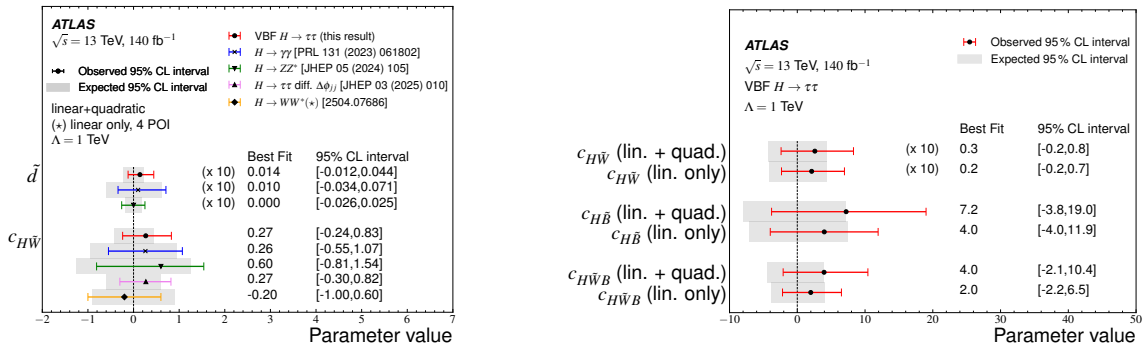 ATLAS
√s = 13 TeV, 140 fb⁻¹
VBF H → ττ (this result)
H → γγ [PRL 131 (2023) 061802]
H → ZZ* [JHEP 05 (2024) 105]
H → ττ diff. Δϕjj [JHEP 03 (2025) 010]
H → WW*(⋆) [2504.07686]
Observed 95% CL interval
Expected 95% CL interval
linear+quadratic
(⋆) linear only, 4 POI
Λ = 1 TeV
Best Fit 95% CL interval
d̃ (x 10) 0.014 [-0.012,0.044]
(x 10) 0.010 [-0.034,0.071]
(x 10) 0.000 [-0.026,0.025]
c_HW̃ 0.27 [-0.24,0.83]
0.26 [-0.55,1.07]
0.60 [-0.81,1.54]
0.27 [-0.30,0.82]
-0.20 [-1.00,0.60]
−2 −1 0 1 2 3 4 5 6 7
Parameter value
ATLAS
√s = 13 TeV, 140 fb⁻¹
VBF H → ττ
Λ = 1 TeV
Observed 95% CL interval
Expected 95% CL interval
Best Fit 95% CL interval
c_HW̃ (lin. + quad.) (x 10) 0.3 [-0.2,0.8]
c_HW̃ (lin. only) (x 10) 0.2 [-0.2,0.7]
c_HB̃ (lin. + quad.) 7.2 [-3.8,19.0]
c_HB̃ (lin. only) 4.0 [-4.0,11.9]
c_HW̃B (lin. + quad.) 4.0 [-2.1,10.4]
c_HW̃B (lin. only) 2.0 [-2.2,6.5]
−10 0 10 20 30 40 50
Parameter value